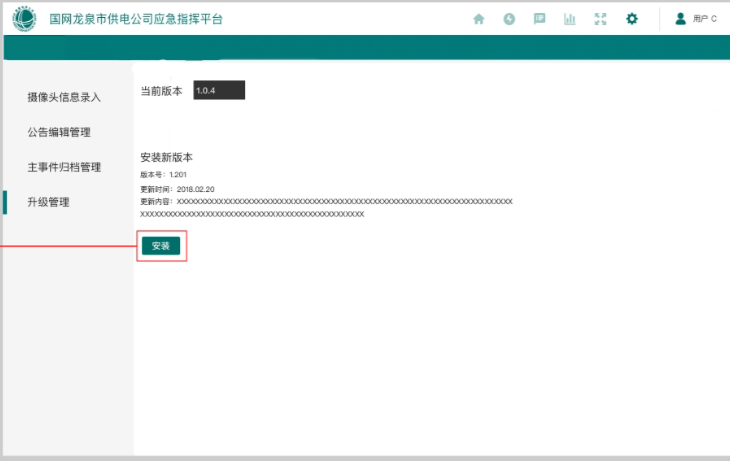 国网龙泉市供电公司应急指挥平台
用户 C
摄像头信息录入
公告编辑管理
主事件归档管理
升级管理
当前版本 1.0.4
安装新版本
版本号：1.201
更新时间：2018.02.20
更新内容：XXXXXXXXXXXXXXXXXXXXXXXXXXXXXXXXXXXXXXXXXXXXXXXXXXXXXXXXXXXXXXXXXXXXXXXX
XXXXXXXXXXXXXXXXXXXXXXXXXXXXXXXXXXXXXXXXXXXXXXXX
安装